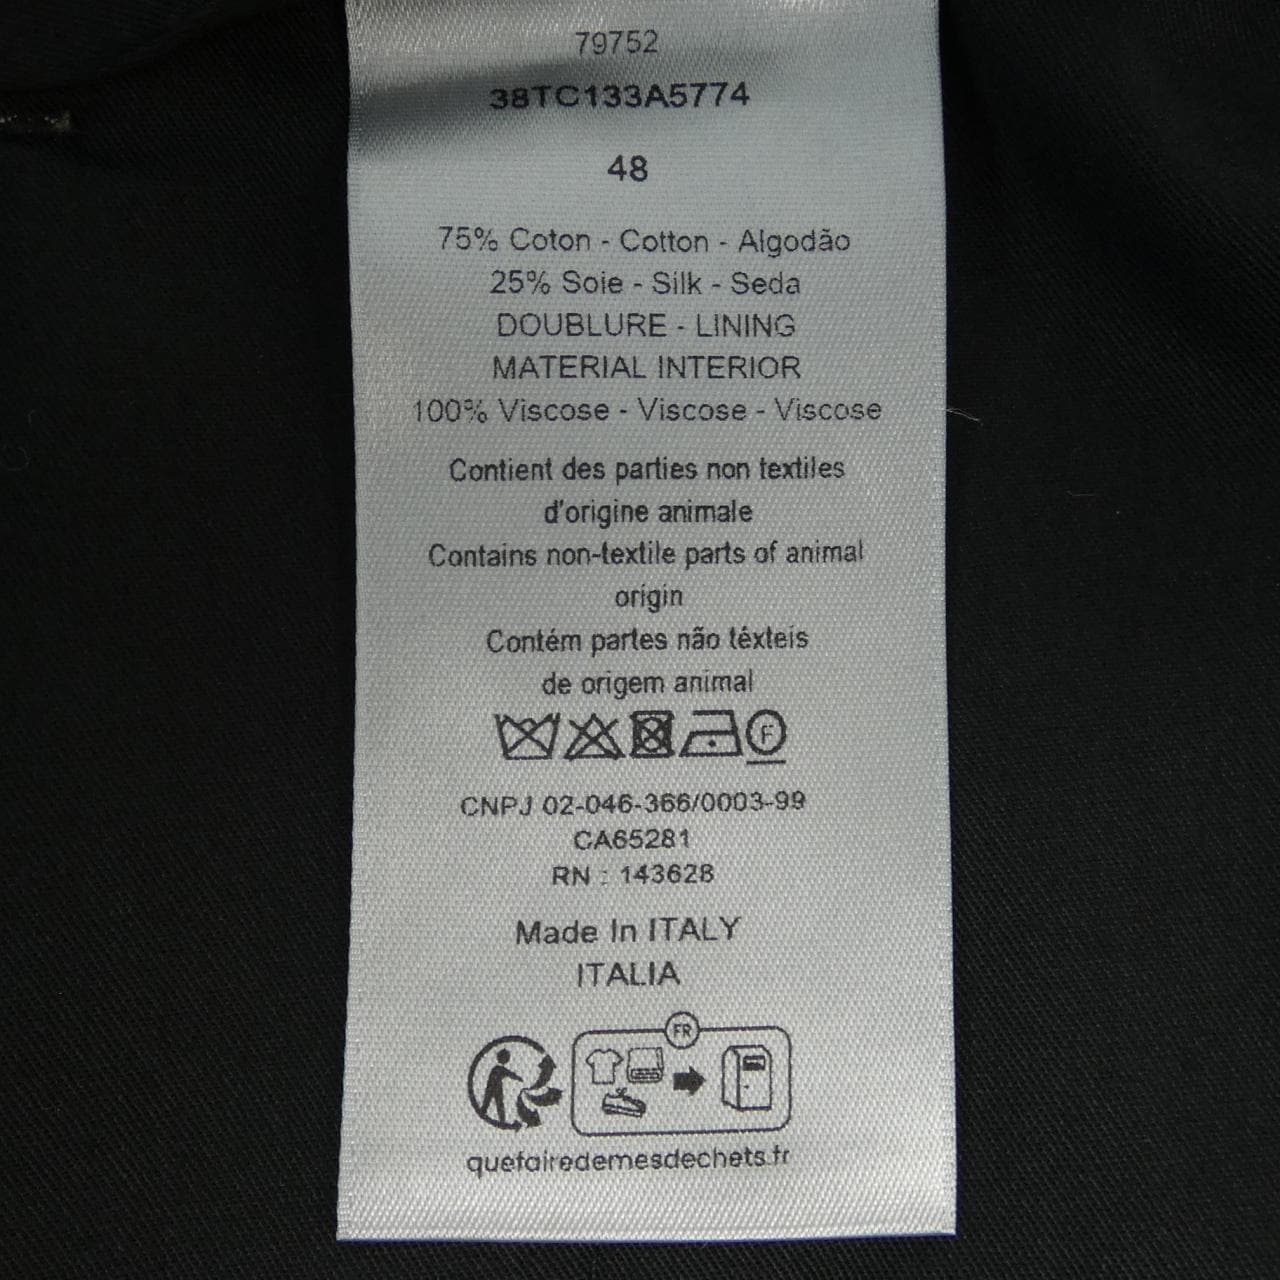 79752
38TC133A5774
48
75% Coton - Cotton - Algodão
25% Soie - Silk - Seda
DOUBLURE - LINING
MATERIAL INTERIOR
100% Viscose - Viscose - Viscose
Contient des parties non textiles
d'origine animale
Contains non-textile parts of animal
origin
Contém partes não têxteis
de origem animal
F
CNPJ 02-046-366/0003-99
CA65281
RN : 143628
Made In ITALY
ITALIA
FR
quefairedemesdechets.fr